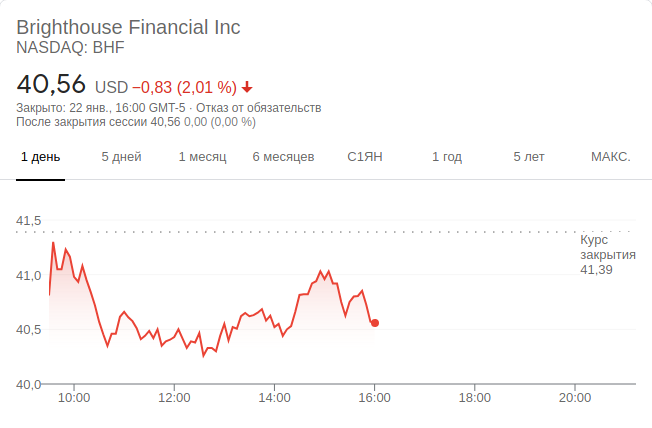 Brighthouse Financial Inc
NASDAQ: BHF
40,56 USD −0,83 (2,01 %)
Закрыто: 22 янв., 16:00 GMT-5 · Отказ от обязательств
После закрытия сессии 40,56 0,00 (0,00 %)
1 день 5 дней 1 месяц 6 месяцев С1ЯН 1 год 5 лет МАКС.
41,5
Курс
закрытия
41,39
41,0
40,5
40,0
10:00 12:00 14:00 16:00 18:00 20:00